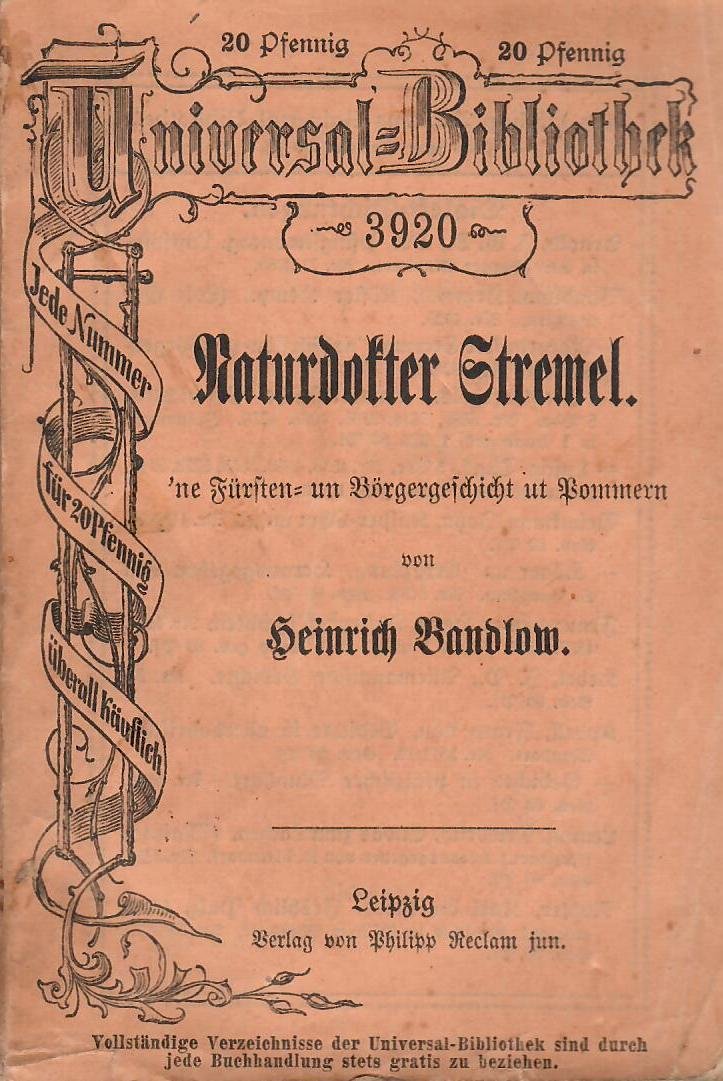 20 Pfennig 20 Pfennig
Universal=Bibliothek
3920
Jede Nummer
für 20 Pfennig
überall käuflich
Naturdokter Stremel.
'ne Fürsten= un Börgergeschicht ut Pommern
von
Heinrich Bandlow.
Leipzig
Verlag von Philipp Reclam jun.
Vollständige Verzeichnisse der Universal-Bibliothek sind durch
jede Buchhandlung stets gratis zu beziehen.